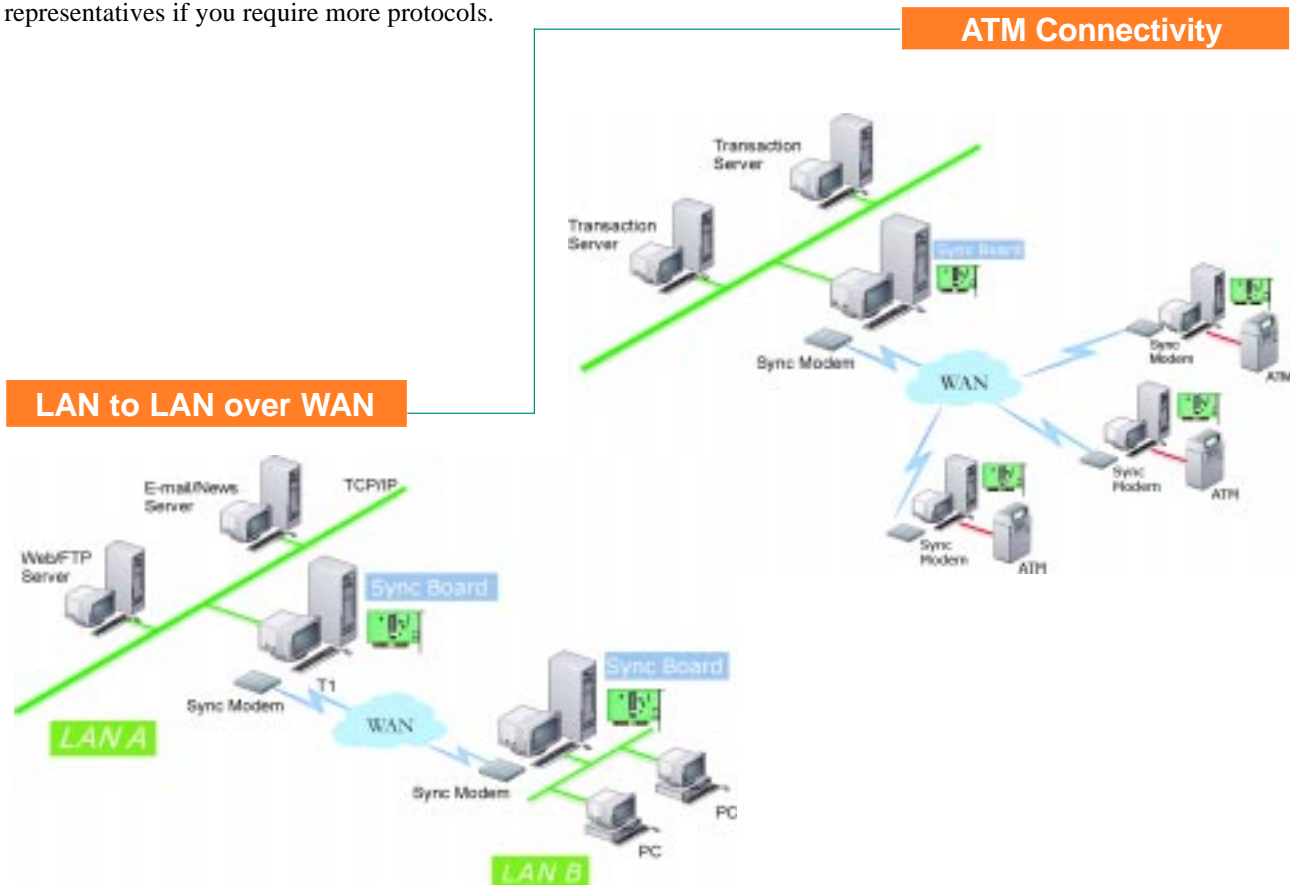 representatives if you require more protocols.
ATM Connectivity
Transaction
Server
Transaction
Server
Sync Board
Sync Modem
WAN
Sync
Modem
ATM
Sync
Modem
ATM
Sync
Modem
ATM
LAN to LAN over WAN
E-mail/News
Server
TCP/IP
Web/FTP
Server
Sync Board
T1
Sync Modem
WAN
LAN A
Sync Board
Sync Modem
PC
PC
LAN B